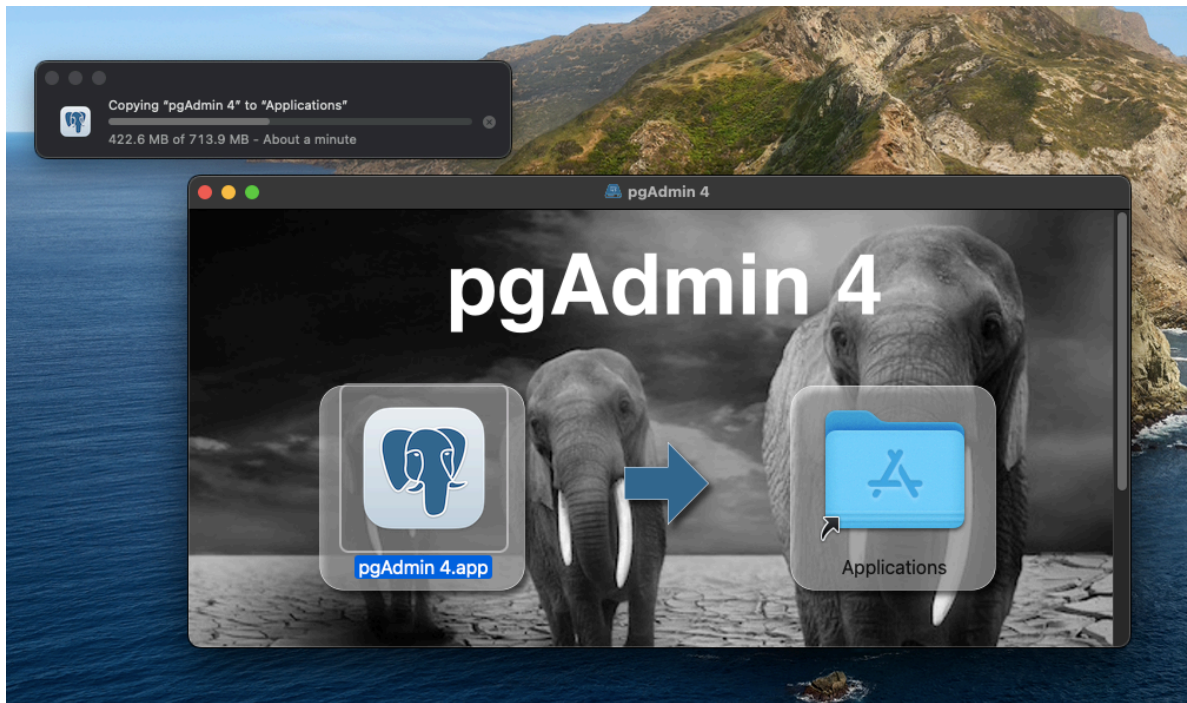 Copying “pgAdmin 4” to “Applications”
422.6 MB of 713.9 MB – About a minute
pgAdmin 4
pgAdmin 4
pgAdmin 4.app
Applications